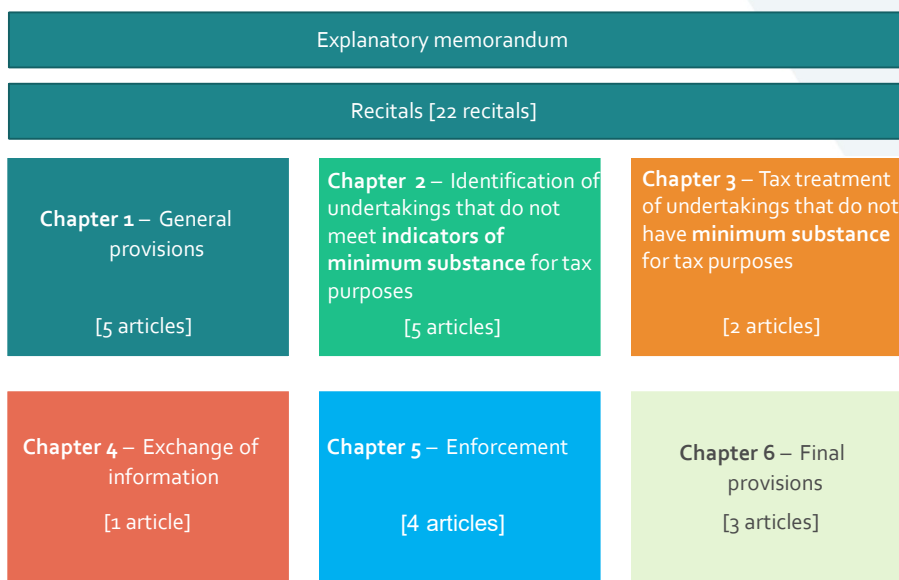 Explanatory memorandum
Recitals [22 recitals]
Chapter 1 – General
provisions
[5 articles]
Chapter 2 – Identification of
undertakings that do not
meet indicators of
minimum substance for tax
purposes
[5 articles]
Chapter 3 – Tax treatment
of undertakings that do not
have minimum substance
for tax purposes
[2 articles]
Chapter 4 – Exchange of
information
[1 article]
Chapter 5 – Enforcement
[4 articles]
Chapter 6 – Final
provisions
[3 articles]